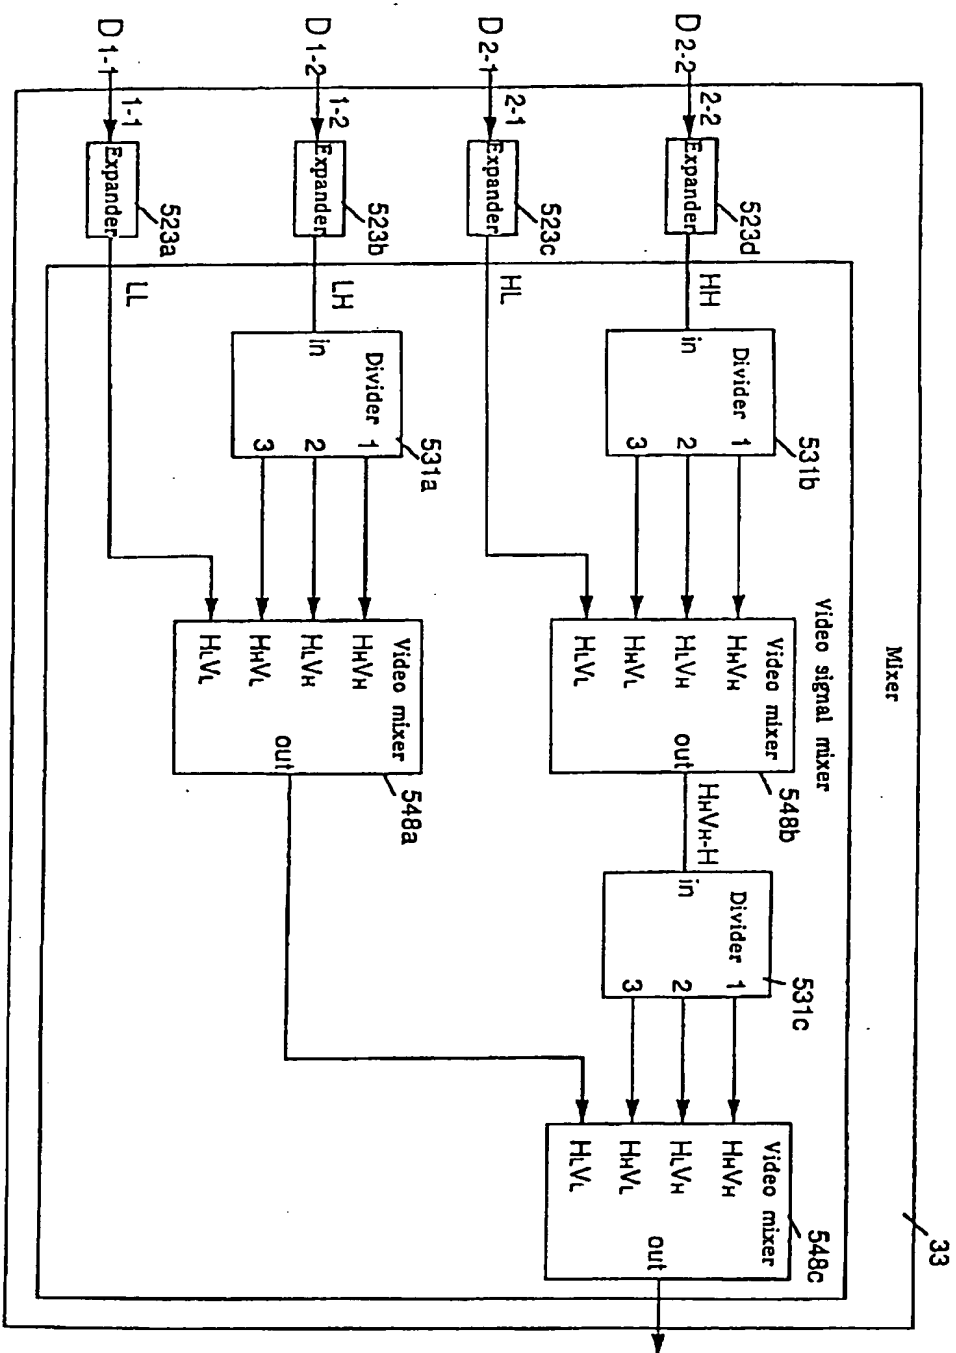 Mixer
33
Video signal mixer
D2-2
2-2
Expander
523d
HH
in
Divider
1
2
3
531b
Video mixer
HHVH
HLVH
HHVL
HLVL
out
548b
HHVH-H
in
Divider
1
2
3
531c
Video mixer
HHVH
HLVH
HHVL
HLVL
out
548c
D2-1
2-1
Expander
523c
HL
D1-2
1-2
Expander
523b
LH
in
Divider
1
2
3
531a
Video mixer
HHVH
HLVH
HHVL
HLVL
out
548a
D1-1
1-1
Expander
523a
LL